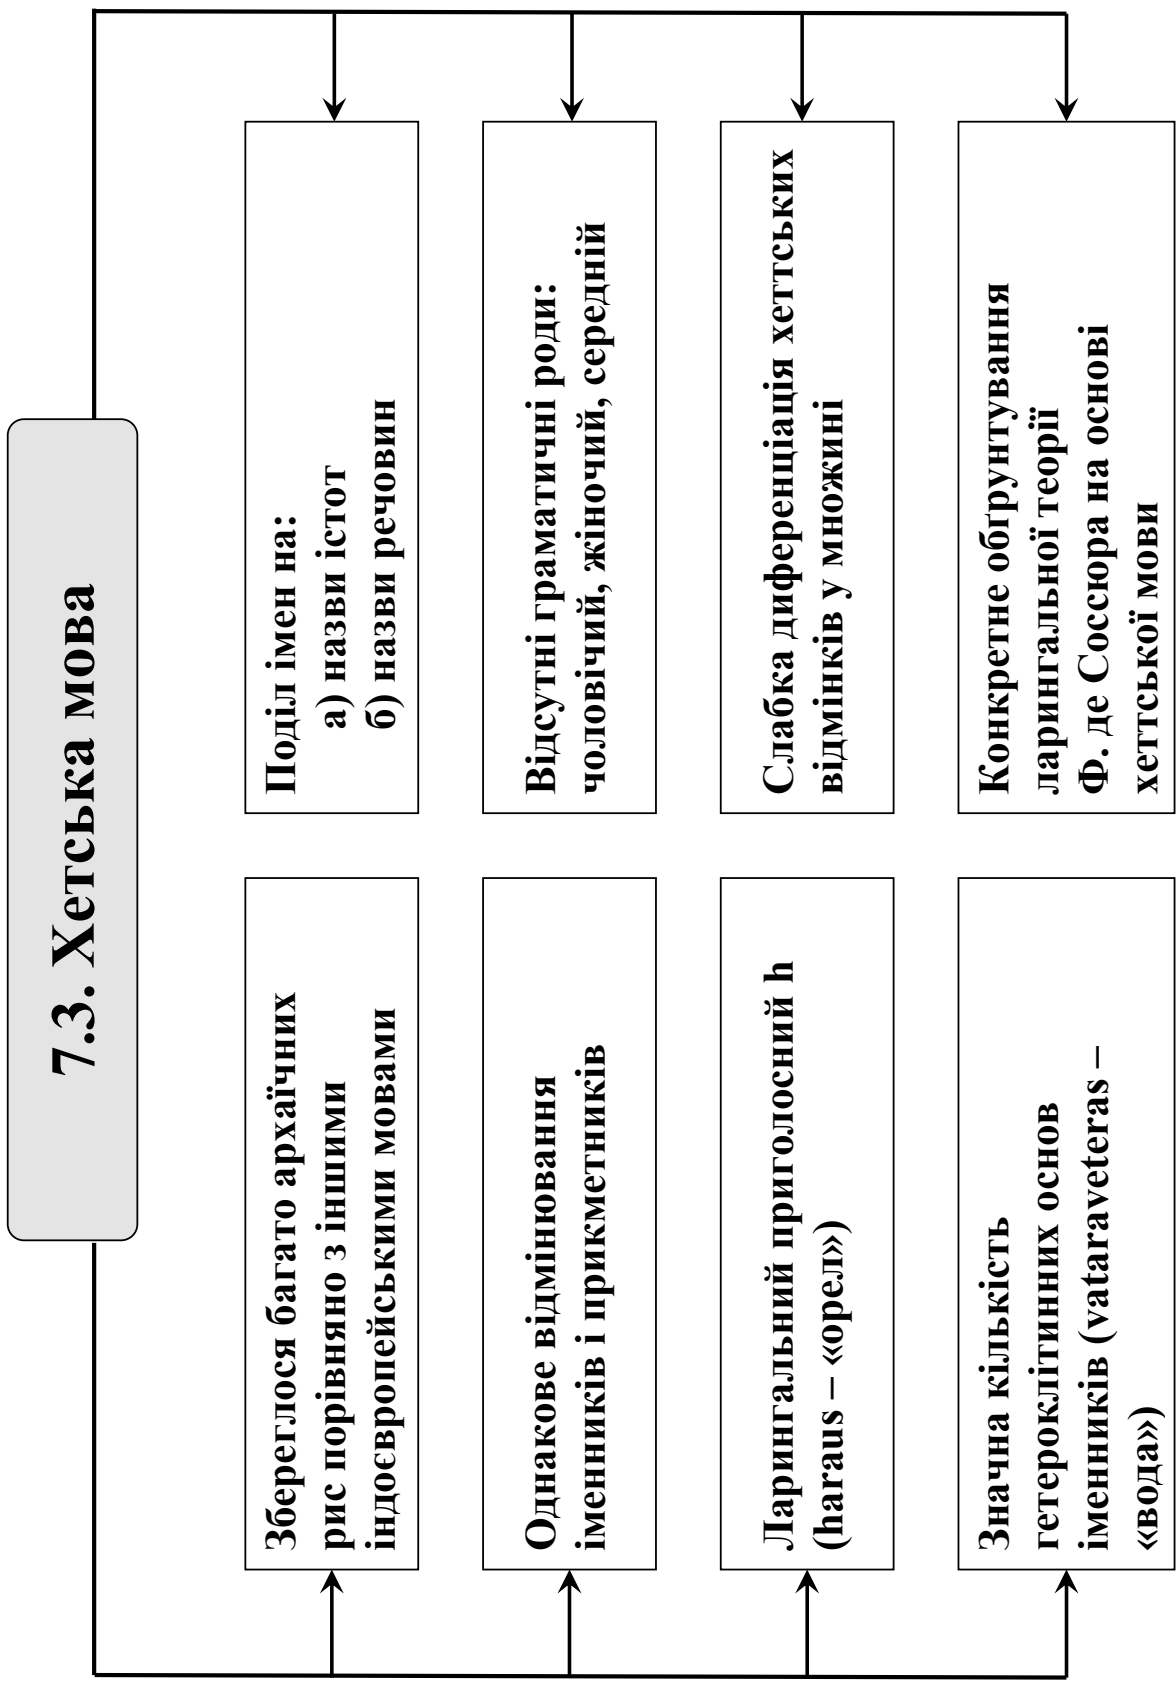 7.3. Хетська мова
Збереглося багато архаїчних
рис порівняно з іншими
індоєвропейськими мовами
Поділ імен на:
а) назви істот
б) назви речовин
Однакове відмінювання
іменників і прикметників
Відсутні граматичні роди:
чоловічий, жіночий, середній
Ларингальний приголосний h
(haraus – «орел»)
Слабка диференціація хеттських
відмінків у множині
Значна кількість
гетероклітинних основ
іменників (vataraveteras –
«вода»)
Конкретне обґрунтування
ларингальної теорії
Ф. де Соссюра на основі
хеттської мови